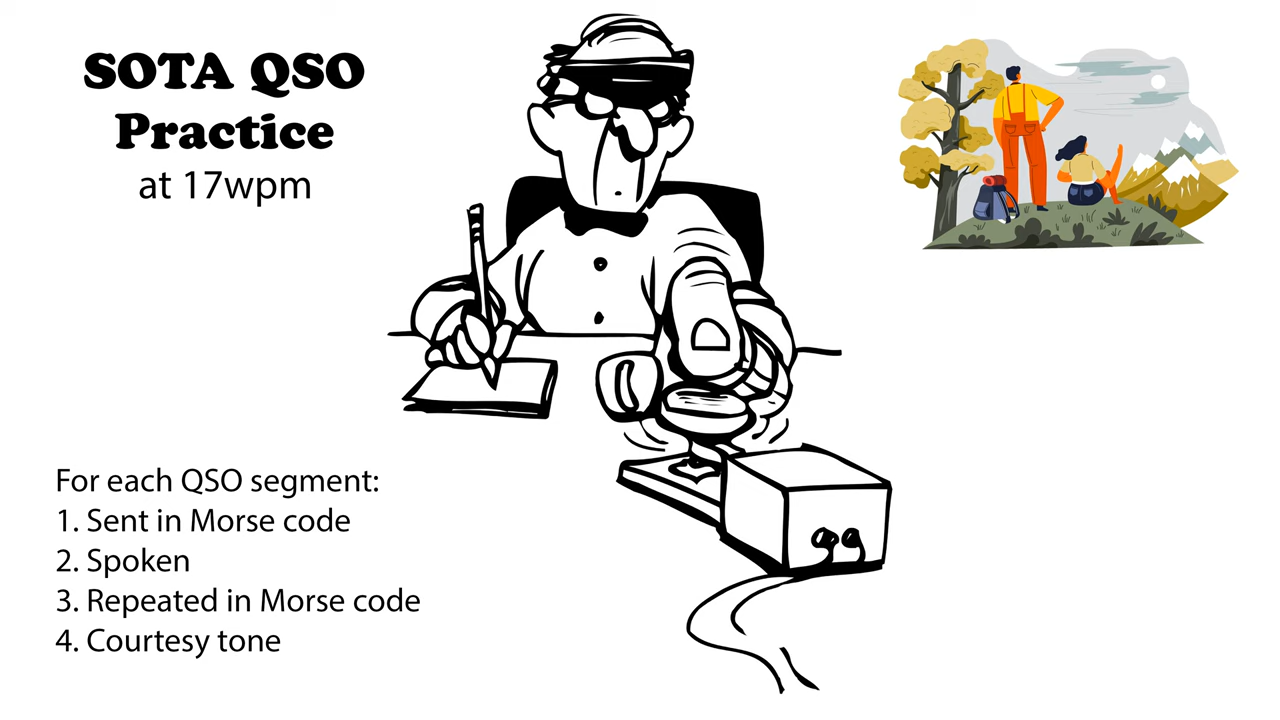 SOTA QSO
Practice
at 17wpm
For each QSO segment:
1. Sent in Morse code
2. Spoken
3. Repeated in Morse code
4. Courtesy tone